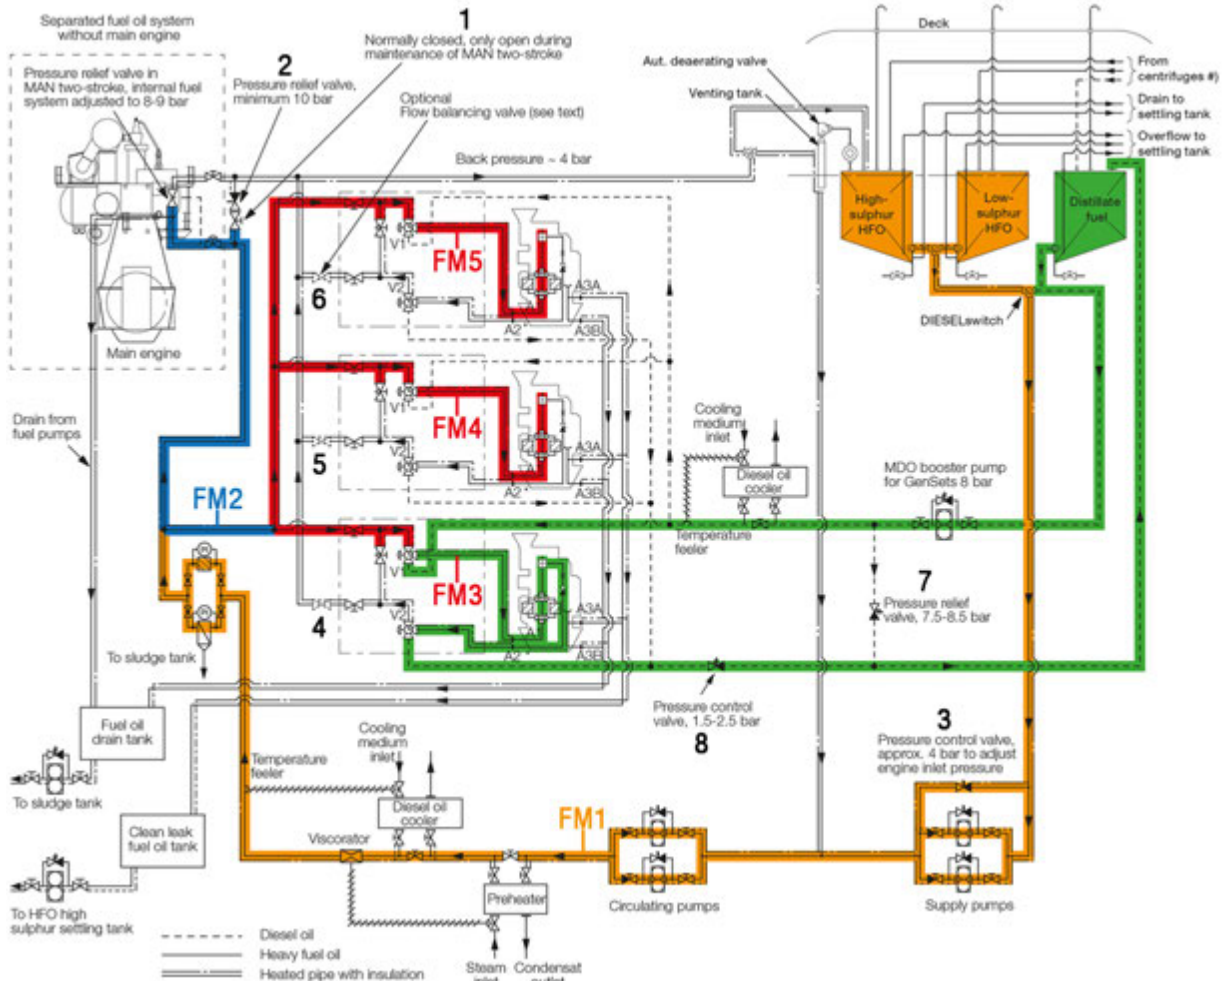 Separated fuel oil system
without main engine
Pressure relief valve in
MAN two-stroke, internal fuel
system adjusted to 8-9 bar
2
Pressure relief valve,
minimum 10 bar
1
Normally closed, only open during
maintenance of MAN two-stroke
Optional
Flow balancing valve (see text)
Back pressure ~ 4 bar
Aut. deaerating valve
Venting tank
Deck
From
centrifuges #)
Drain to
settling tank
Overflow to
settling tank
High-
sulphur
HFO
Low-
sulphur
HFO
Distillate
fuel
DIESELswitch
Main engine
Drain from
fuel pumps
V1
FM5
V2
6
A2
A3A
A3B
V1
FM4
V2
5
A2
A3A
A3B
V1
FM3
V2
4
A2
A3A
A3B
FM2
Cooling
medium
inlet
Diesel oil
cooler
Temperature
feeler
MDO booster pump
for GenSets 8 bar
7
Pressure relief
valve, 7.5-8.5 bar
Pressure control
valve, 1.5-2.5 bar
8
3
Pressure control valve,
approx. 4 bar to adjust
engine inlet pressure
To sludge tank
Fuel oil
drain tank
To sludge tank
Clean leak
fuel oil tank
To HFO high
sulphur settling tank
Temperature
feeler
Cooling
medium
inlet
Diesel oil
cooler
Viscorator
Preheater
FM1
Circulating pumps
Supply pumps
Steam
inlet
Condensat
outlet
Diesel oil
Heavy fuel oil
Heated pipe with insulation